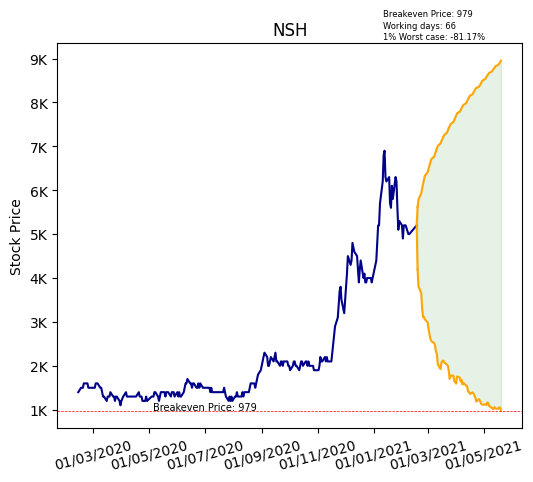 Breakeven Price: 979
Working days: 66
1% Worst case: -81.17%
NSH
Stock Price
9K
8K
7K
6K
5K
4K
3K
2K
1K
Breakeven Price: 979
01/03/2020
01/05/2020
01/07/2020
01/09/2020
01/11/2020
01/01/2021
01/03/2021
01/05/2021